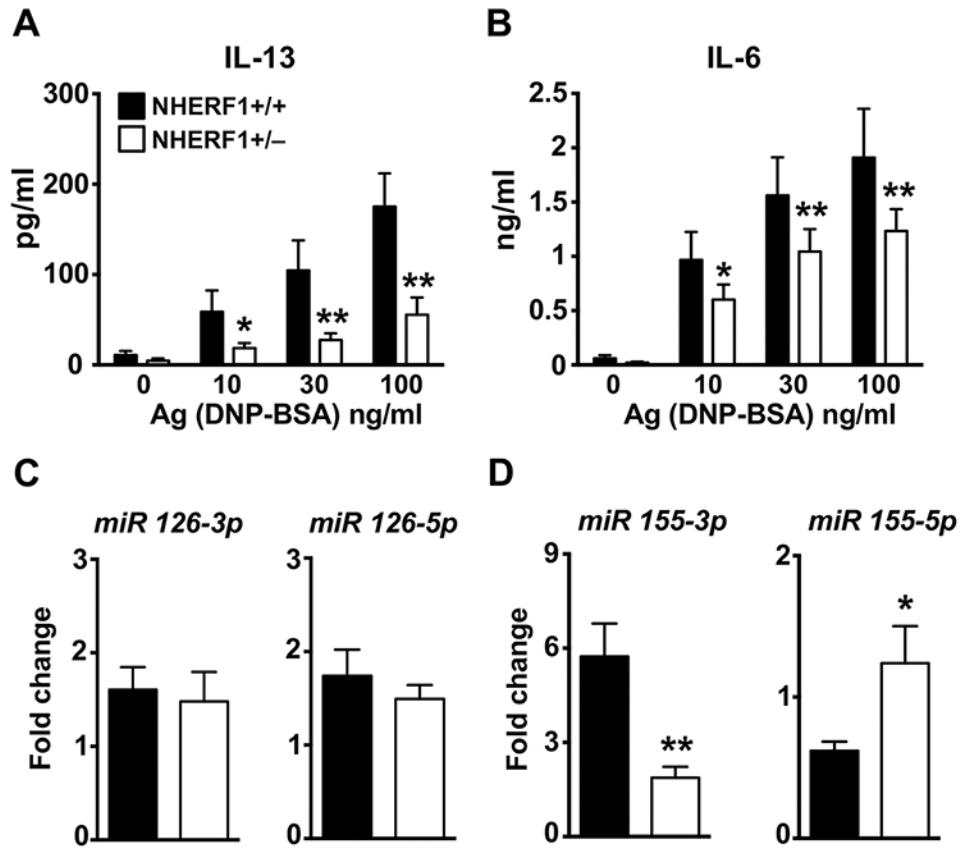 A
IL-13
300
200
100
0
pg/ml
NHERF1+/+
NHERF1+/–
*
**
**
0 10 30 100
Ag (DNP-BSA) ng/ml
B
IL-6
2.5
2
1.5
1
0.5
0
ng/ml
*
**
**
0 10 30 100
Ag (DNP-BSA) ng/ml
C
miR 126-3p
3
2
1
0
Fold change
miR 126-5p
3
2
1
0
D
miR 155-3p
9
6
3
0
Fold change
**
miR 155-5p
2
1
0
*